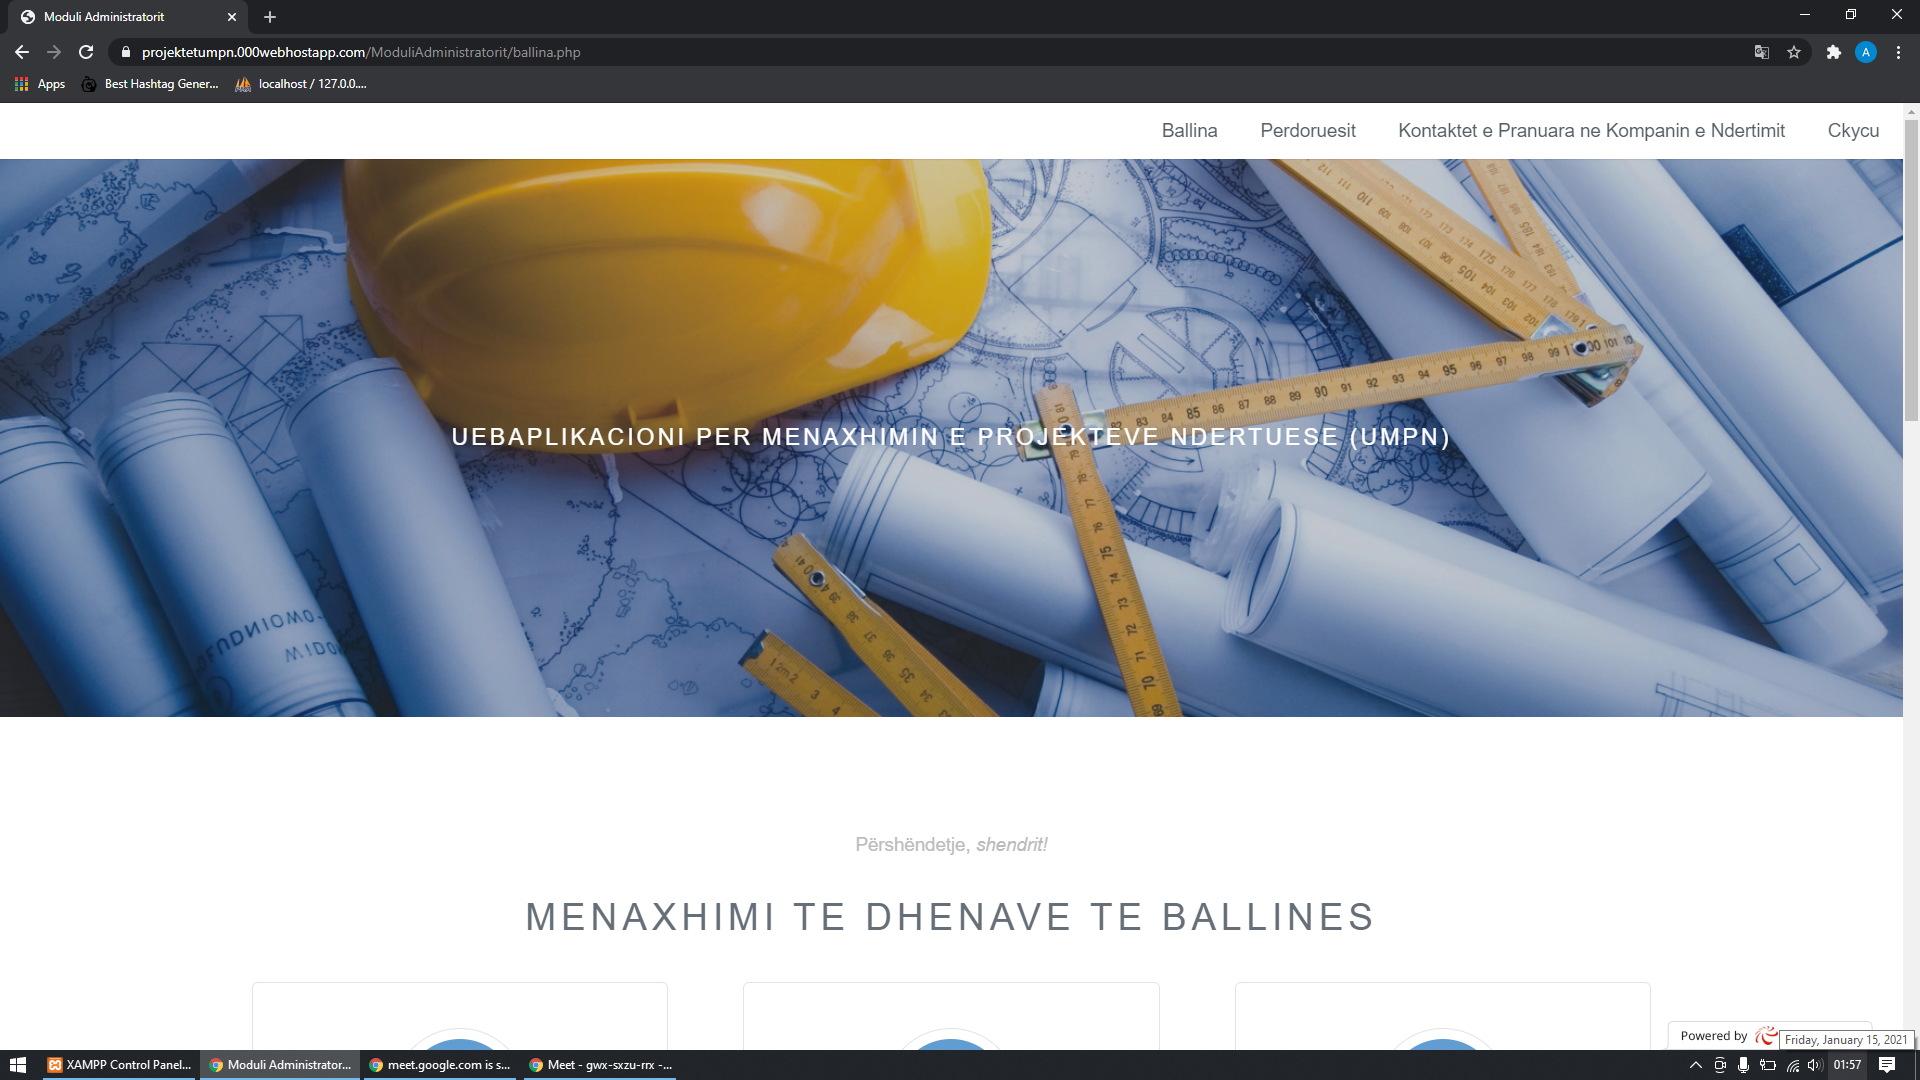 Moduli Administratorit
projektetumpn.000webhostapp.com/ModuliAdministratorit/ballina.php
A
Apps Best Hashtag Gener... localhost / 127.0.0....
Ballina Perdoruesit Kontaktet e Pranuara ne Kompanin e Ndertimit Ckycu
UEBAPLIKACIONI PER MENAXHIMIN E PROJEKTEVE NDERTUESE (UMPN)
Përshëndetje, shendrit!
MENAXHIMI TE DHENAVE TE BALLINES
Powered by
Friday, January 15, 2021
XAMPP Control Panel... Moduli Administrator... meet.google.com is s... Meet - gwx-sxzu-rrx -... 01:57